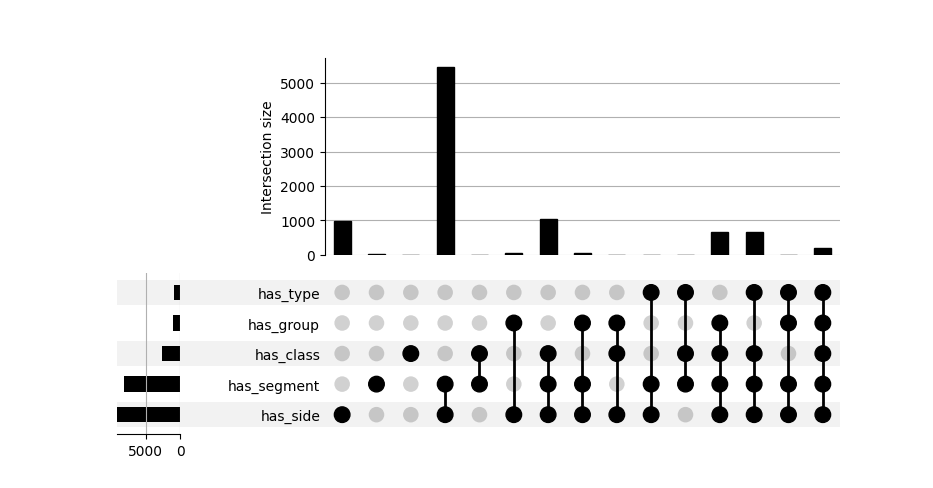 5000
4000
3000
2000
1000
0
Intersection size
has_type
has_group
has_class
has_segment
has_side
5000 0